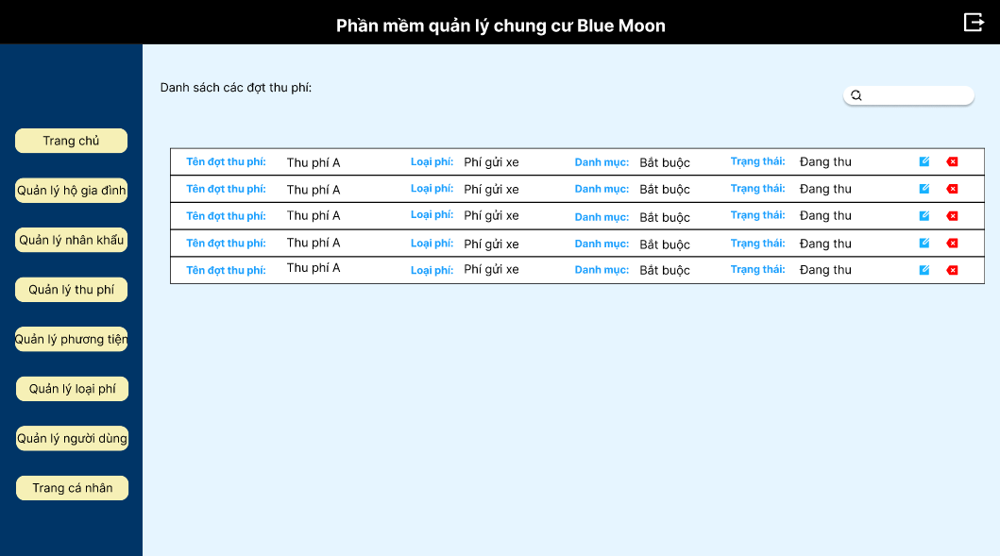 Phần mềm quản lý chung cư Blue Moon
Danh sách các đợt thu phí:
Trang chủ
Quản lý hộ gia đình
Quản lý nhân khẩu
Quản lý thu phí
Quản lý phương tiện
Quản lý loại phí
Quản lý người dùng
Trang cá nhân
Tên đợt thu phí: Thu phí A Loại phí: Phí gửi xe Danh mục: Bắt buộc Trạng thái: Đang thu
Tên đợt thu phí: Thu phí A Loại phí: Phí gửi xe Danh mục: Bắt buộc Trạng thái: Đang thu
Tên đợt thu phí: Thu phí A Loại phí: Phí gửi xe Danh mục: Bắt buộc Trạng thái: Đang thu
Tên đợt thu phí: Thu phí A Loại phí: Phí gửi xe Danh mục: Bắt buộc Trạng thái: Đang thu
Tên đợt thu phí: Thu phí A Loại phí: Phí gửi xe Danh mục: Bắt buộc Trạng thái: Đang thu